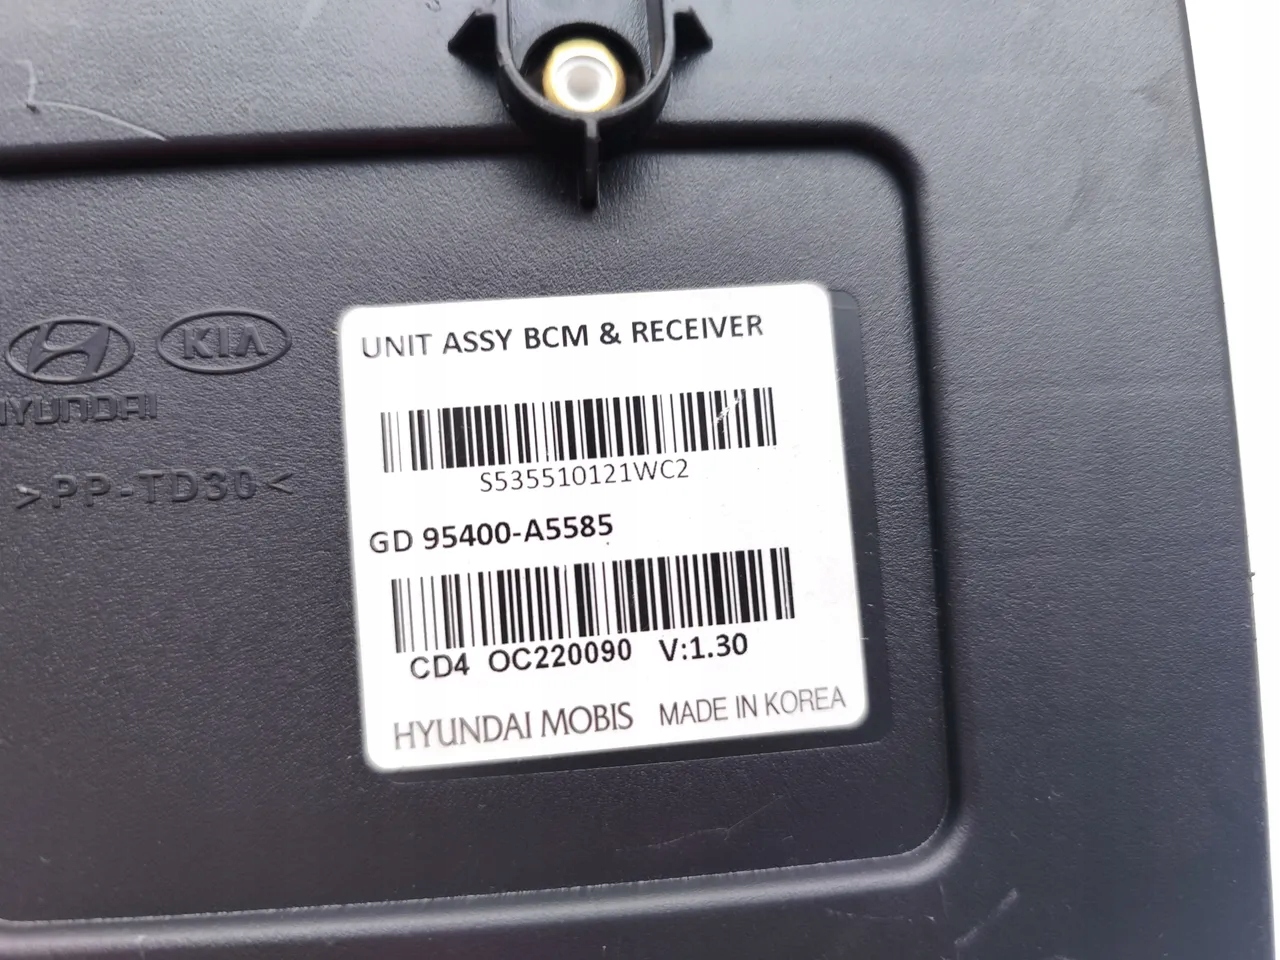 UNIT ASSY BCM & RECEIVER
S535510121WC2
GD 95400-A5585
CD4 OC220090 V:1.30
HYUNDAI MOBIS MADE IN KOREA
KIA
HYUNDAI
>PP-TD30<